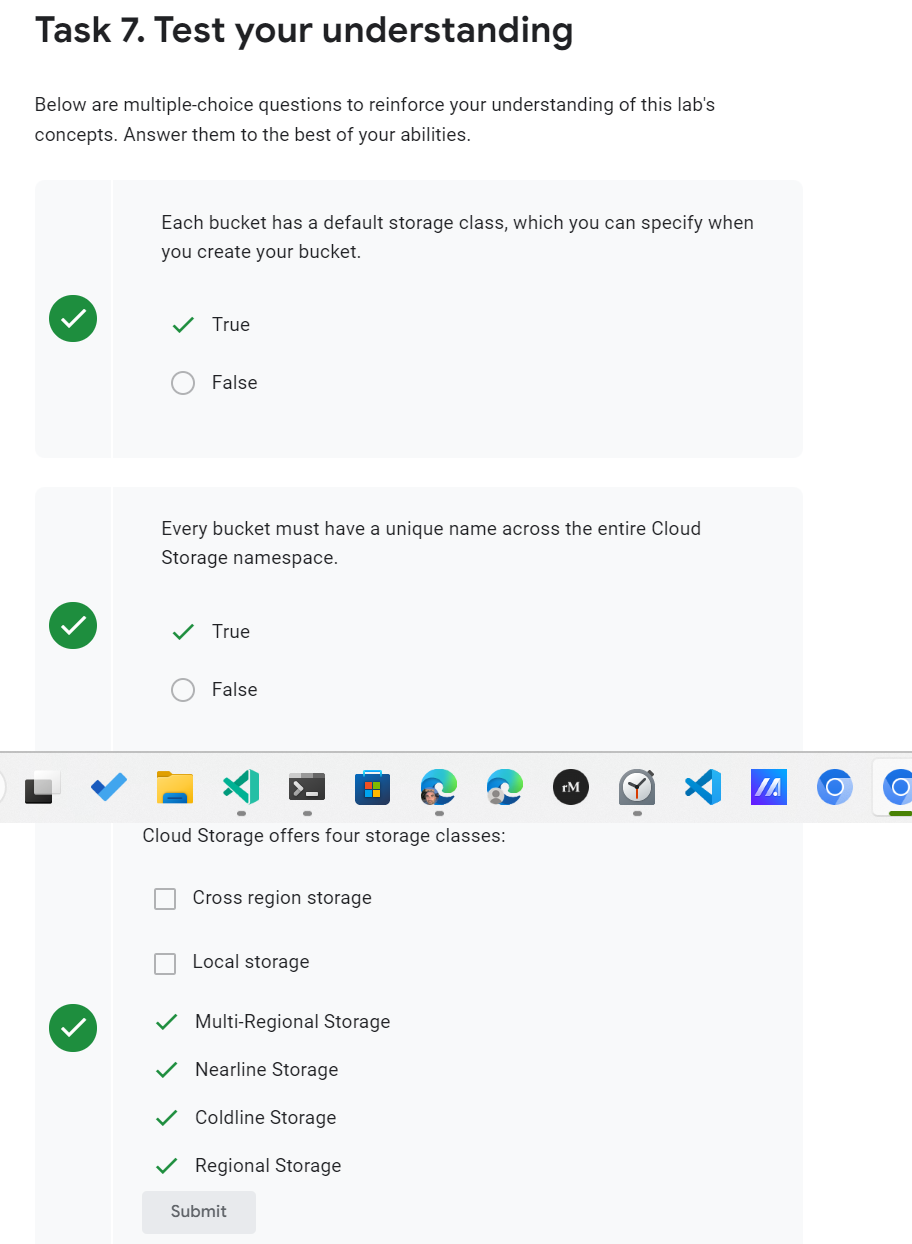 Task 7. Test your understanding
Below are multiple-choice questions to reinforce your understanding of this lab's
concepts. Answer them to the best of your abilities.
Each bucket has a default storage class, which you can specify when
you create your bucket.
True
False
Every bucket must have a unique name across the entire Cloud
Storage namespace.
True
False
rM
Cloud Storage offers four storage classes:
Cross region storage
Local storage
Multi-Regional Storage
Nearline Storage
Coldline Storage
Regional Storage
Submit